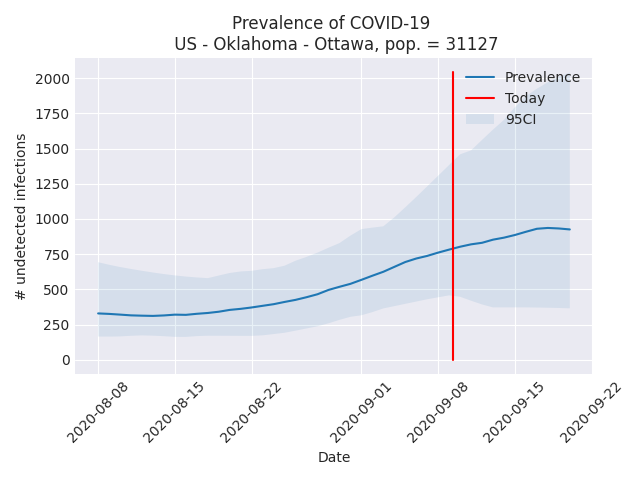 Prevalence of COVID-19
US - Oklahoma - Ottawa, pop. = 31127
2000
1750
1500
1250
1000
750
500
250
0
# undetected infections
Prevalence
Today
95CI
2020-08-08
2020-08-15
2020-08-22
2020-09-01
2020-09-08
2020-09-15
2020-09-22
Date